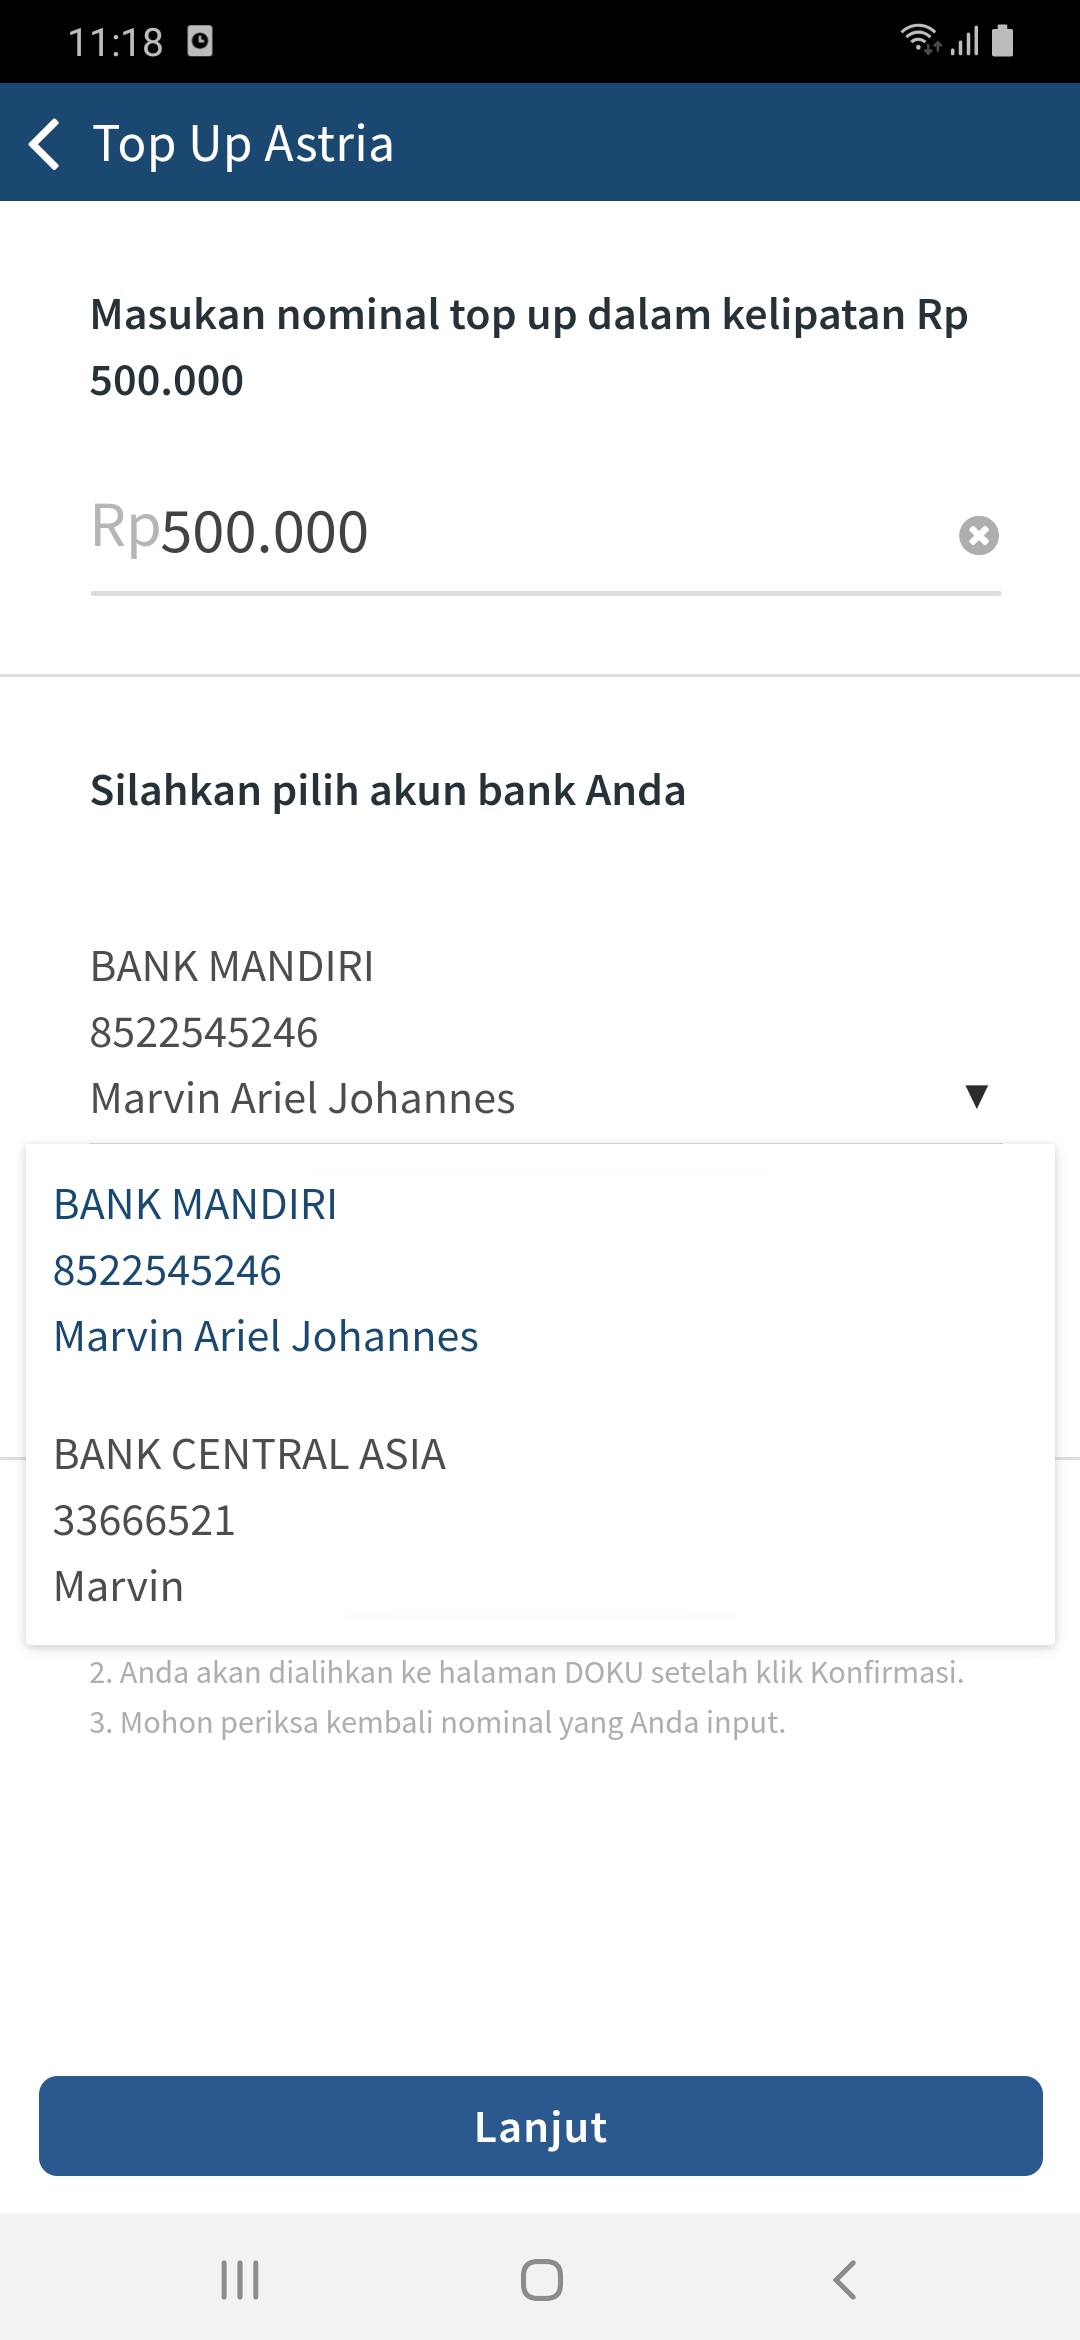 11:18
Top Up Astria
Masukan nominal top up dalam kelipatan Rp
500.000
Rp500.000
Silahkan pilih akun bank Anda
BANK MANDIRI
8522545246
Marvin Ariel Johannes
BANK MANDIRI
8522545246
Marvin Ariel Johannes
BANK CENTRAL ASIA
33666521
Marvin
2. Anda akan dialihkan ke halaman DOKU setelah klik Konfirmasi.
3. Mohon periksa kembali nominal yang Anda input.
Lanjut